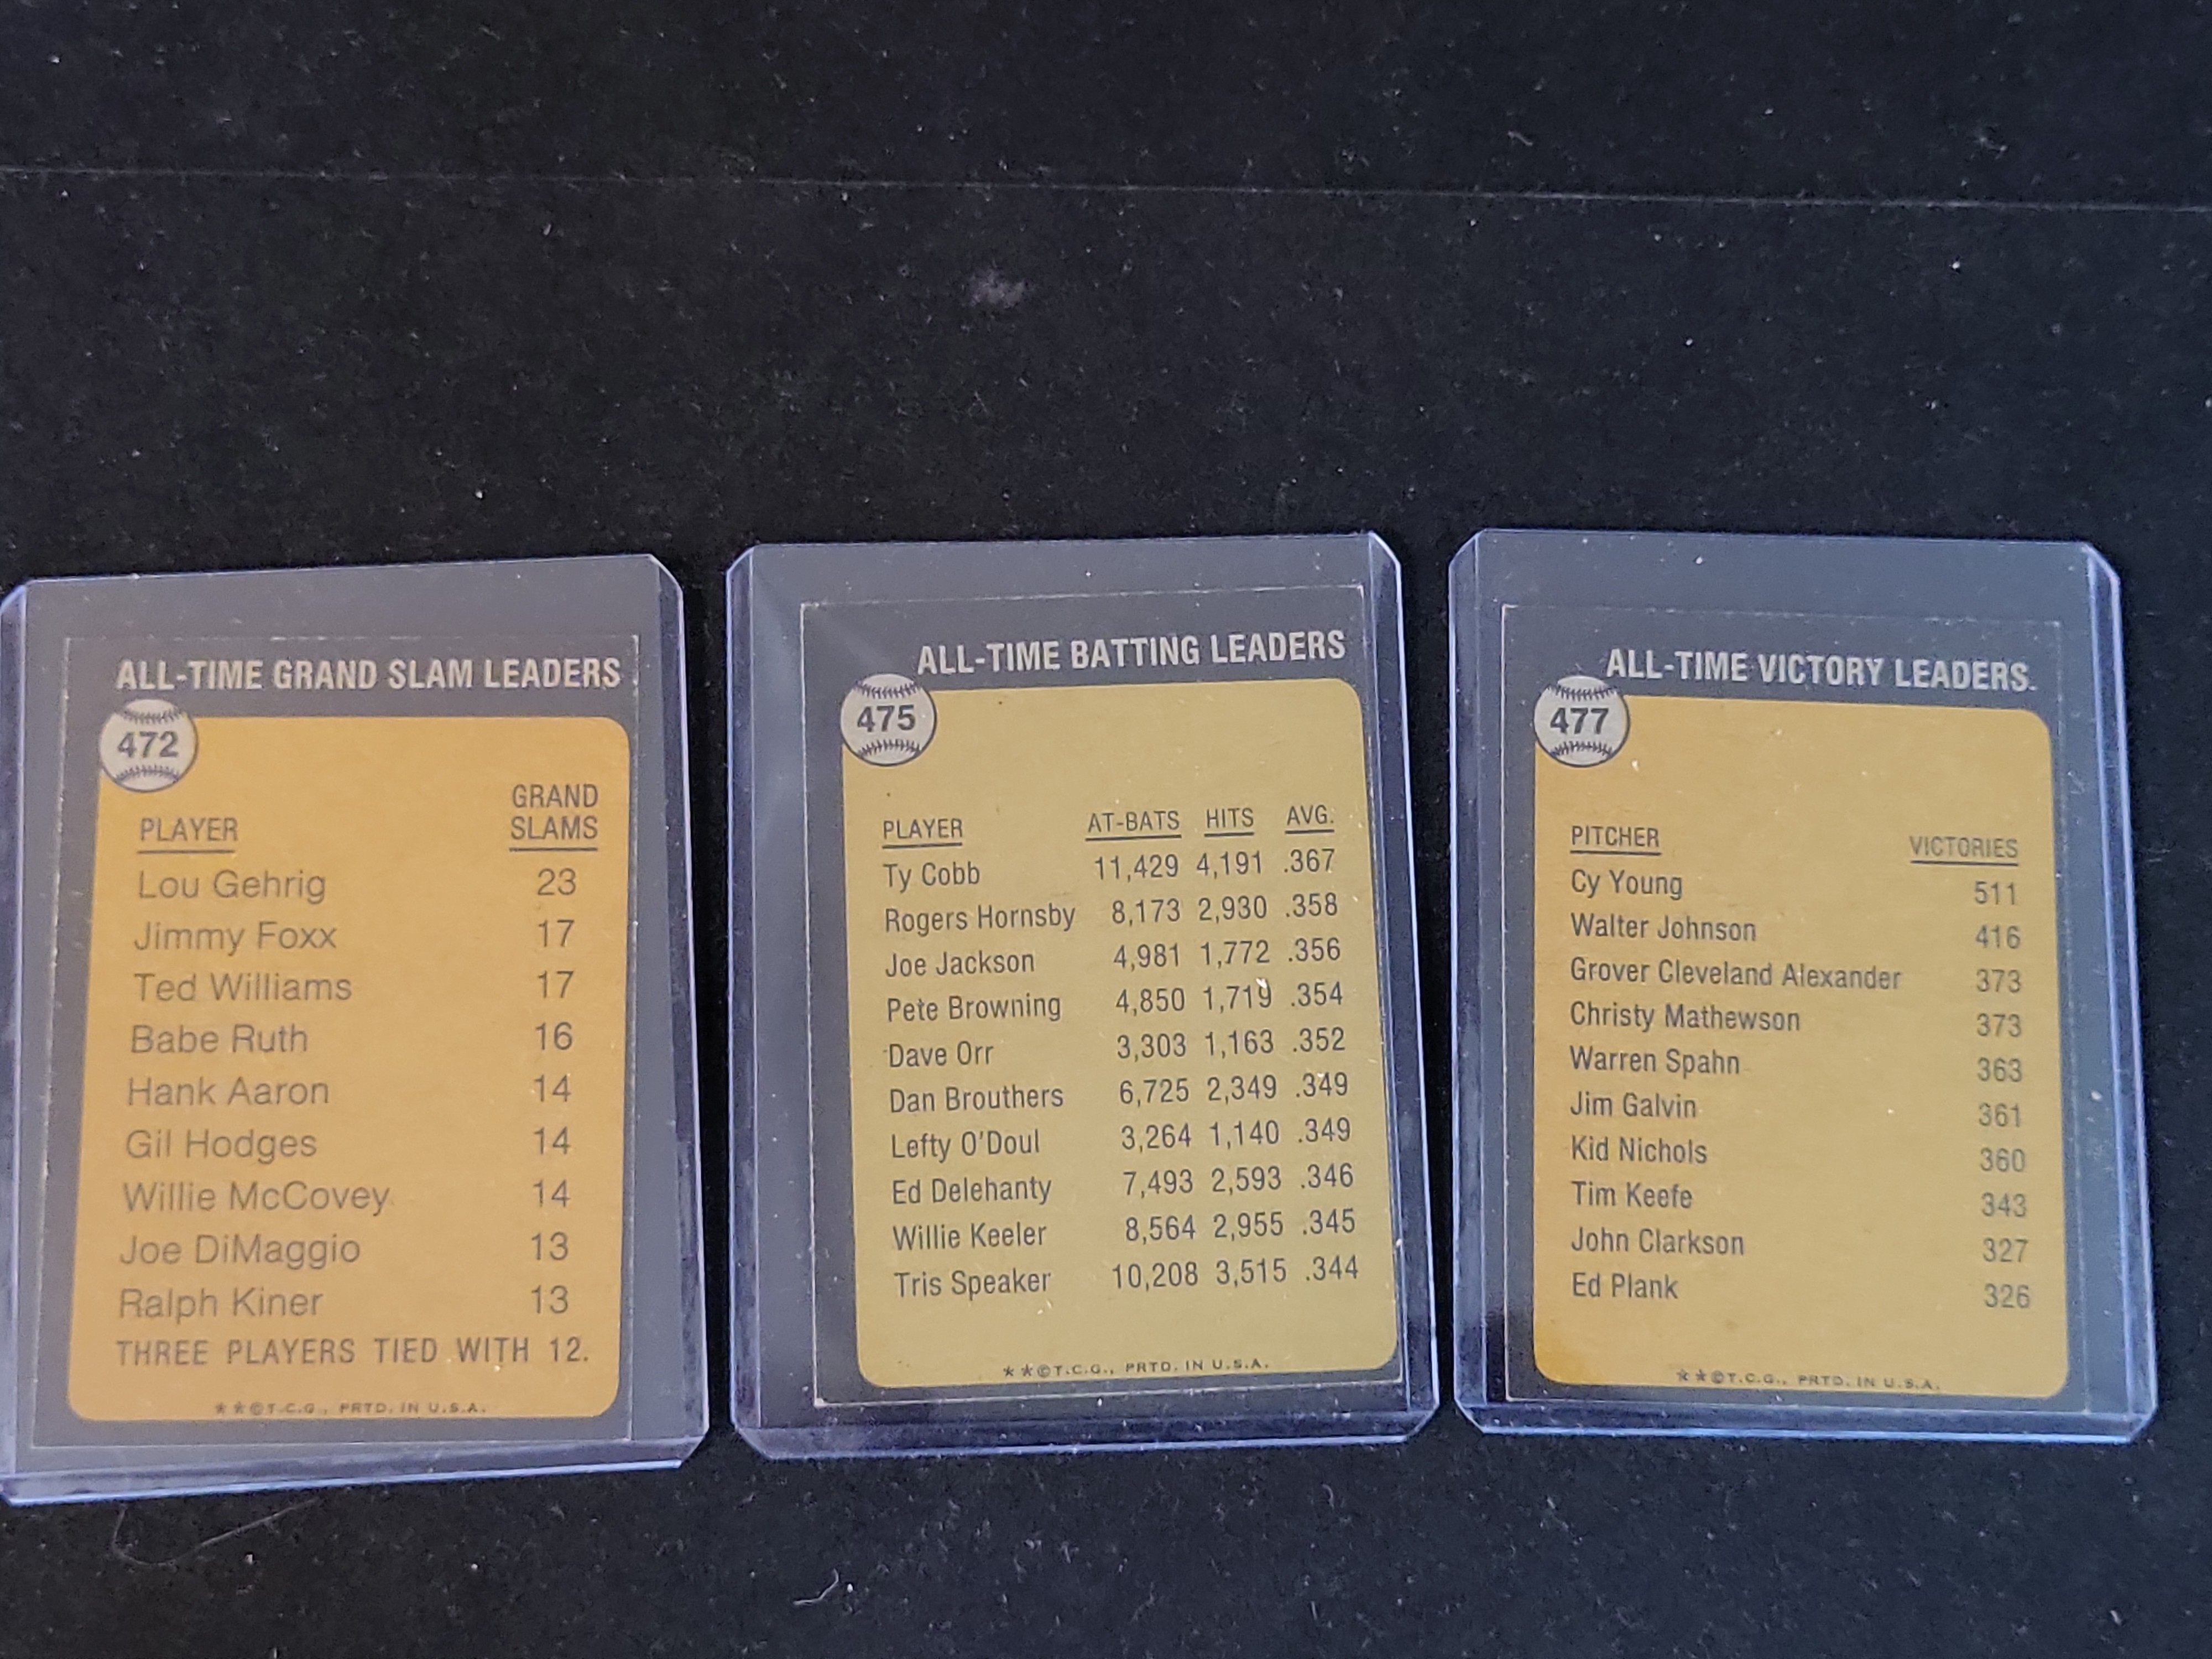 ALL-TIME GRAND SLAM LEADERS
472
GRAND
PLAYER SLAMS
Lou Gehrig 23
Jimmy Foxx 17
Ted Williams 17
Babe Ruth 16
Hank Aaron 14
Gil Hodges 14
Willie McCovey 14
Joe DiMaggio 13
Ralph Kiner 13
THREE PLAYERS TIED WITH 12.
**©T.C.G., PRTD. IN U.S.A.
ALL-TIME BATTING LEADERS
475
PLAYER AT-BATS HITS AVG.
Ty Cobb 11,429 4,191 .367
Rogers Hornsby 8,173 2,930 .358
Joe Jackson 4,981 1,772 .356
Pete Browning 4,850 1,719 .354
Dave Orr 3,303 1,163 .352
Dan Brouthers 6,725 2,349 .349
Lefty O'Doul 3,264 1,140 .349
Ed Delehanty 7,493 2,593 .346
Willie Keeler 8,564 2,955 .345
Tris Speaker 10,208 3,515 .344
**©T.C.G., PRTD. IN U.S.A.
ALL-TIME VICTORY LEADERS.
477
PITCHER VICTORIES
Cy Young 511
Walter Johnson 416
Grover Cleveland Alexander 373
Christy Mathewson 373
Warren Spahn 363
Jim Galvin 361
Kid Nichols 360
Tim Keefe 343
John Clarkson 327
Ed Plank 326
**©T.C.G., PRTD. IN U.S.A.